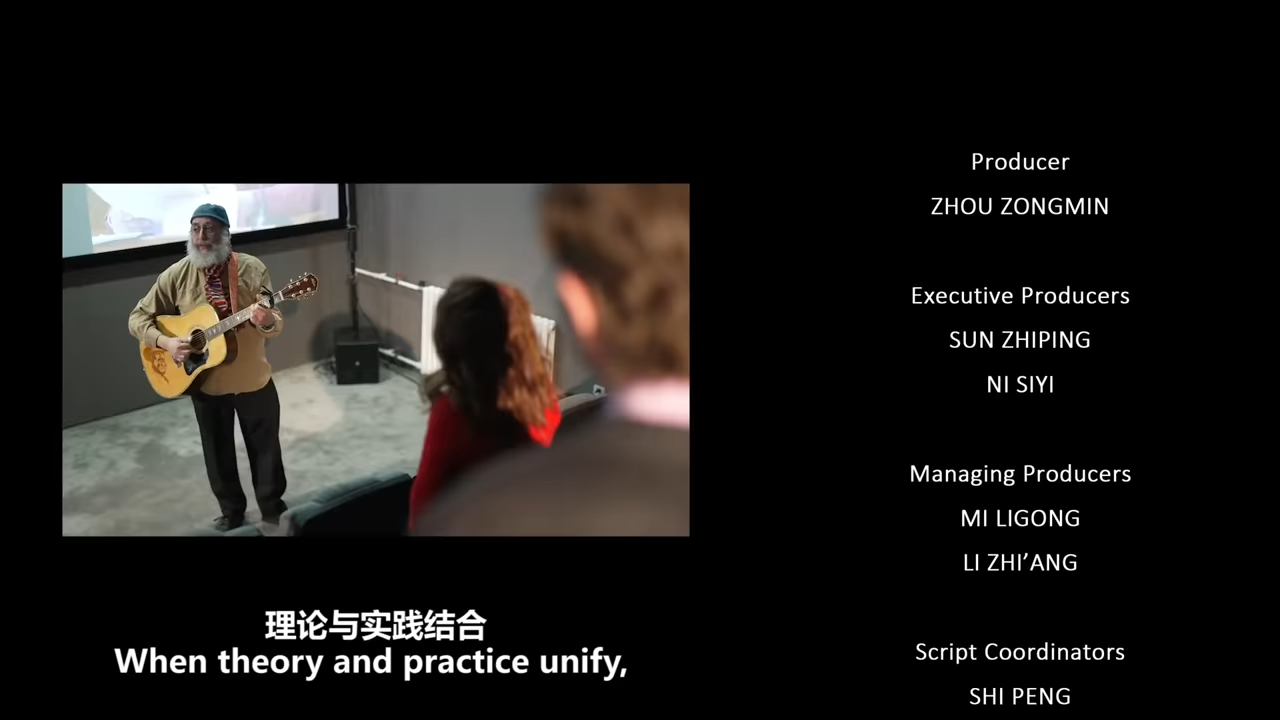 Producer
ZHOU ZONGMIN
Executive Producers
SUN ZHIPING
NI SIYI
Managing Producers
MI LIGONG
LI ZHI’ANG
Script Coordinators
SHI PENG
理论与实践结合
When theory and practice unify,